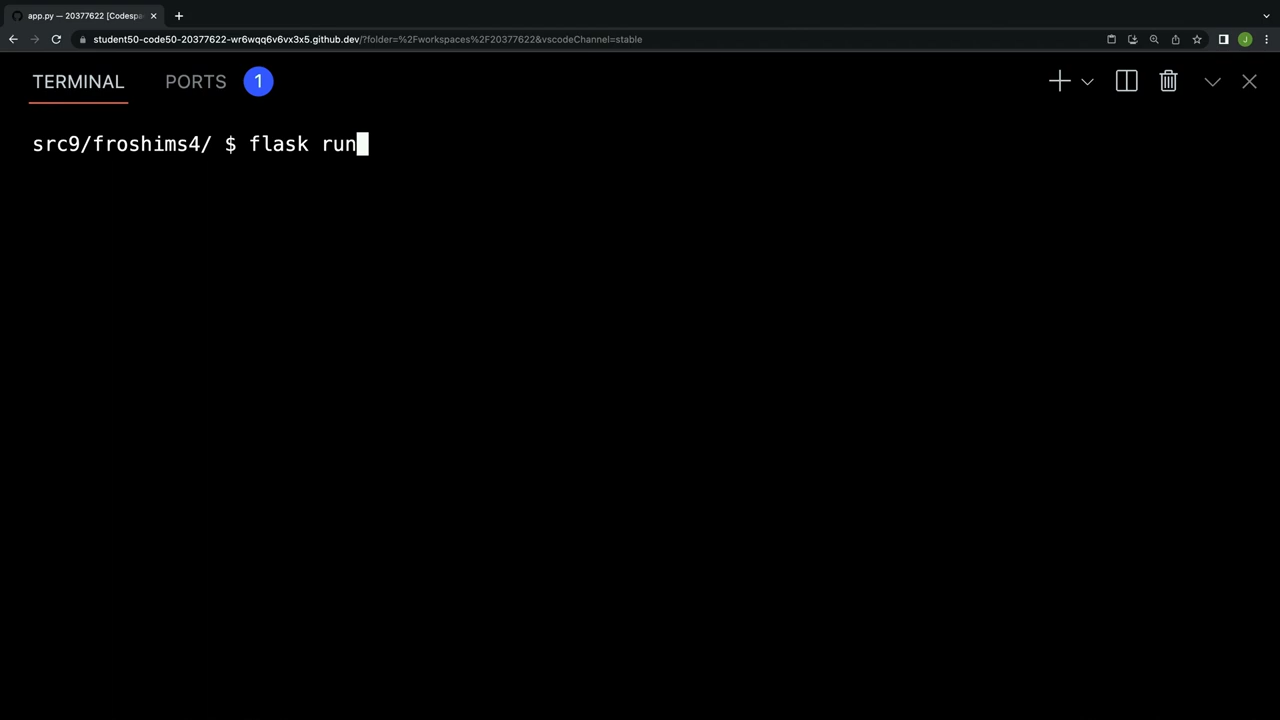 app.py — 20377622 [Codespa
student50-code50-20377622-wr6wqq6v6vx3x5.github.dev/?folder=%2Fworkspaces%2F20377622&vscodeChannel=stable
J
TERMINAL PORTS 1
src9/froshims4/ $ flask run